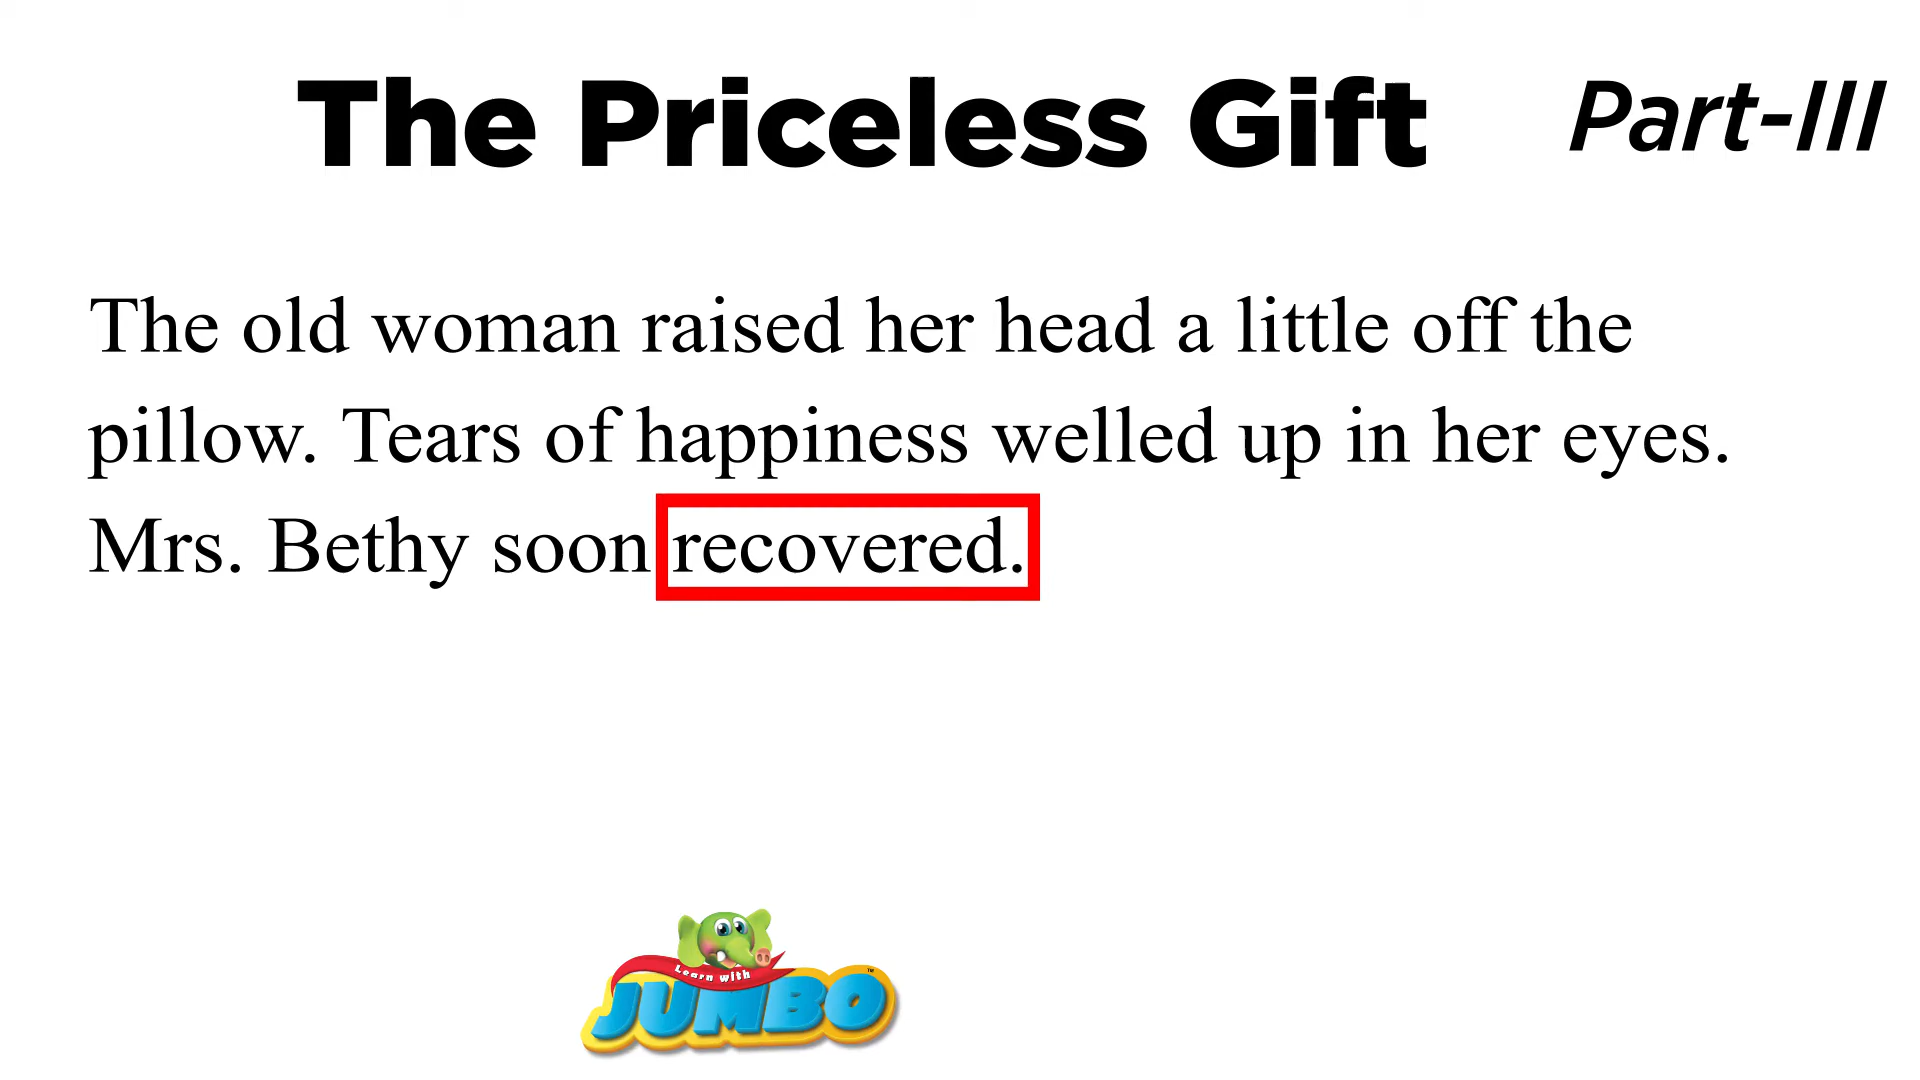 The Priceless Gift
Part-III
The old woman raised her head a little off the
pillow. Tears of happiness welled up in her eyes.
Mrs. Bethy soon recovered.
Learn with
JUMBO™